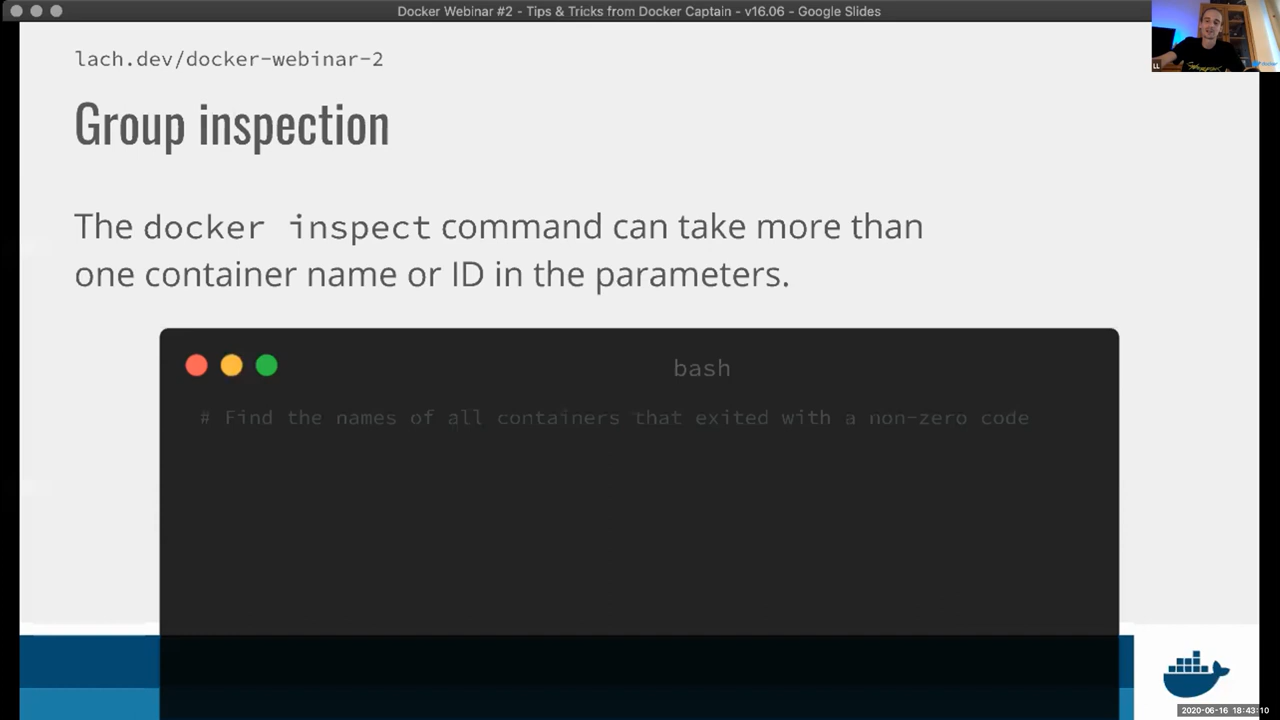 Docker Webinar #2 - Tips & Tricks from Docker Captain - v16.06 - Google Slides
lach.dev/docker-webinar-2
Group inspection
The docker inspect command can take more than
one container name or ID in the parameters.
bash
# Find the names of all containers that exited with a non-zero code
LL
docker
2020-06-16 18:43:10